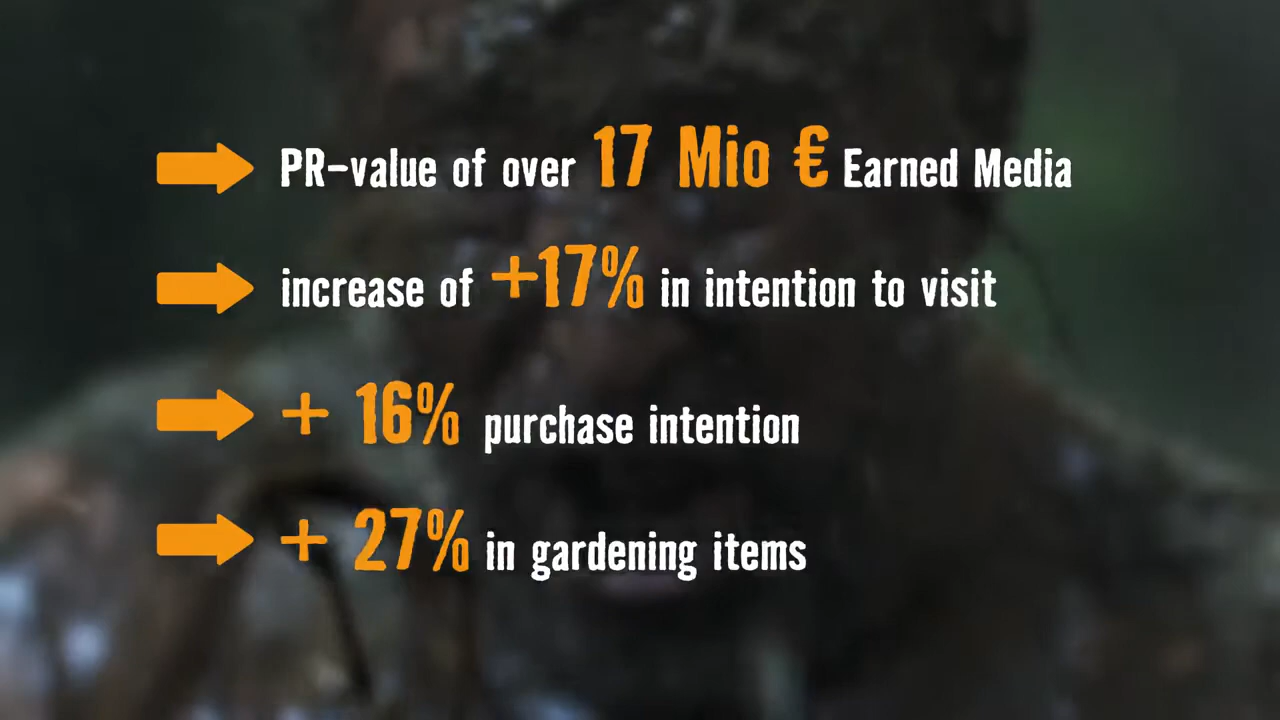 PR-value of over 17 Mio € Earned Media
increase of +17% in intention to visit
+ 16% purchase intention
+ 27% in gardening items